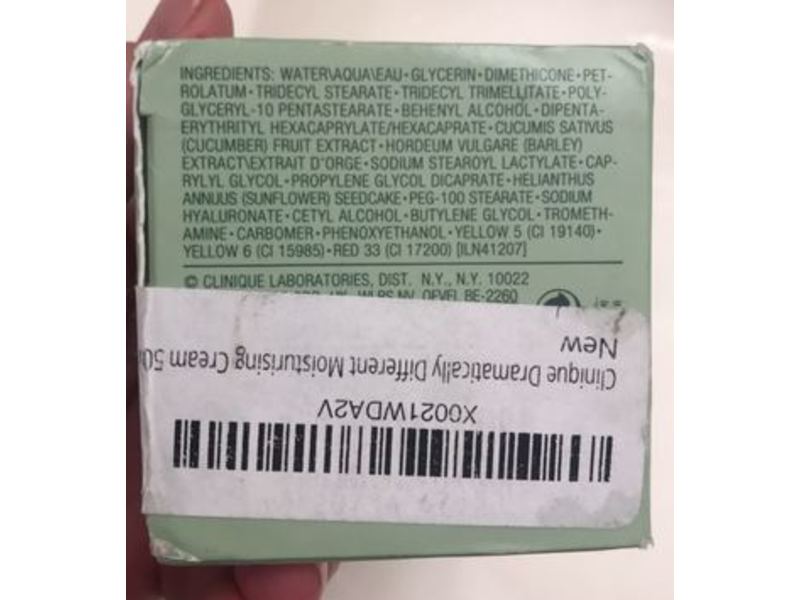 INGREDIENTS: WATER\AQUA\EAU • GLYCERIN • DIMETHICONE • PET-
ROLATUM • TRIDECYL STEARATE • TRIDECYL TRIMELLITATE • POLY-
GLYCERYL-10 PENTASTEARATE • BEHENYL ALCOHOL • DIPENTA-
ERYTHRITYL HEXACAPRYLATE/HEXACAPRATE • CUCUMIS SATIVUS
(CUCUMBER) FRUIT EXTRACT • HORDEUM VULGARE (BARLEY)
EXTRACT\EXTRAIT D'ORGE • SODIUM STEAROYL LACTYLATE • CAP-
RYLYL GLYCOL • PROPYLENE GLYCOL DICAPRATE • HELIANTHUS
ANNUUS (SUNFLOWER) SEEDCAKE • PEG-100 STEARATE • SODIUM
HYALURONATE • CETYL ALCOHOL • BUTYLENE GLYCOL • TROMETH-
AMINE • CARBOMER • PHENOXYETHANOL • YELLOW 5 (CI 19140) •
YELLOW 6 (CI 15985) • RED 33 (CI 17200) [ILN41207]
© CLINIQUE LABORATORIES, DIST. N.Y., N.Y. 10022
OEVEL BE-2260
X0021WDA2V
Clinique Dramatically Different Moisturising Cream 50
New